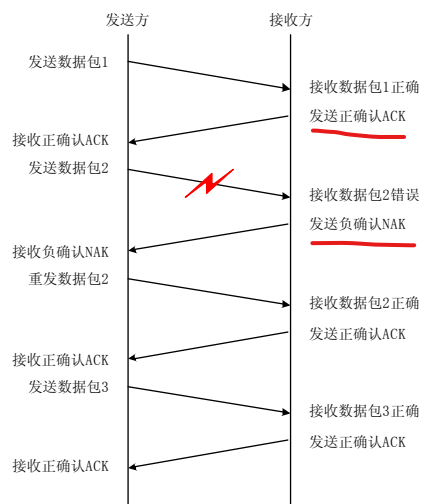 发送方
接收方
发送数据包1
接收数据包1正确
发送正确认ACK
接收正确认ACK
发送数据包2
接收数据包2错误
发送负确认NAK
接收负确认NAK
重发数据包2
接收数据包2正确
发送正确认ACK
接收正确认ACK
发送数据包3
接收数据包3正确
发送正确认ACK
接收正确认ACK